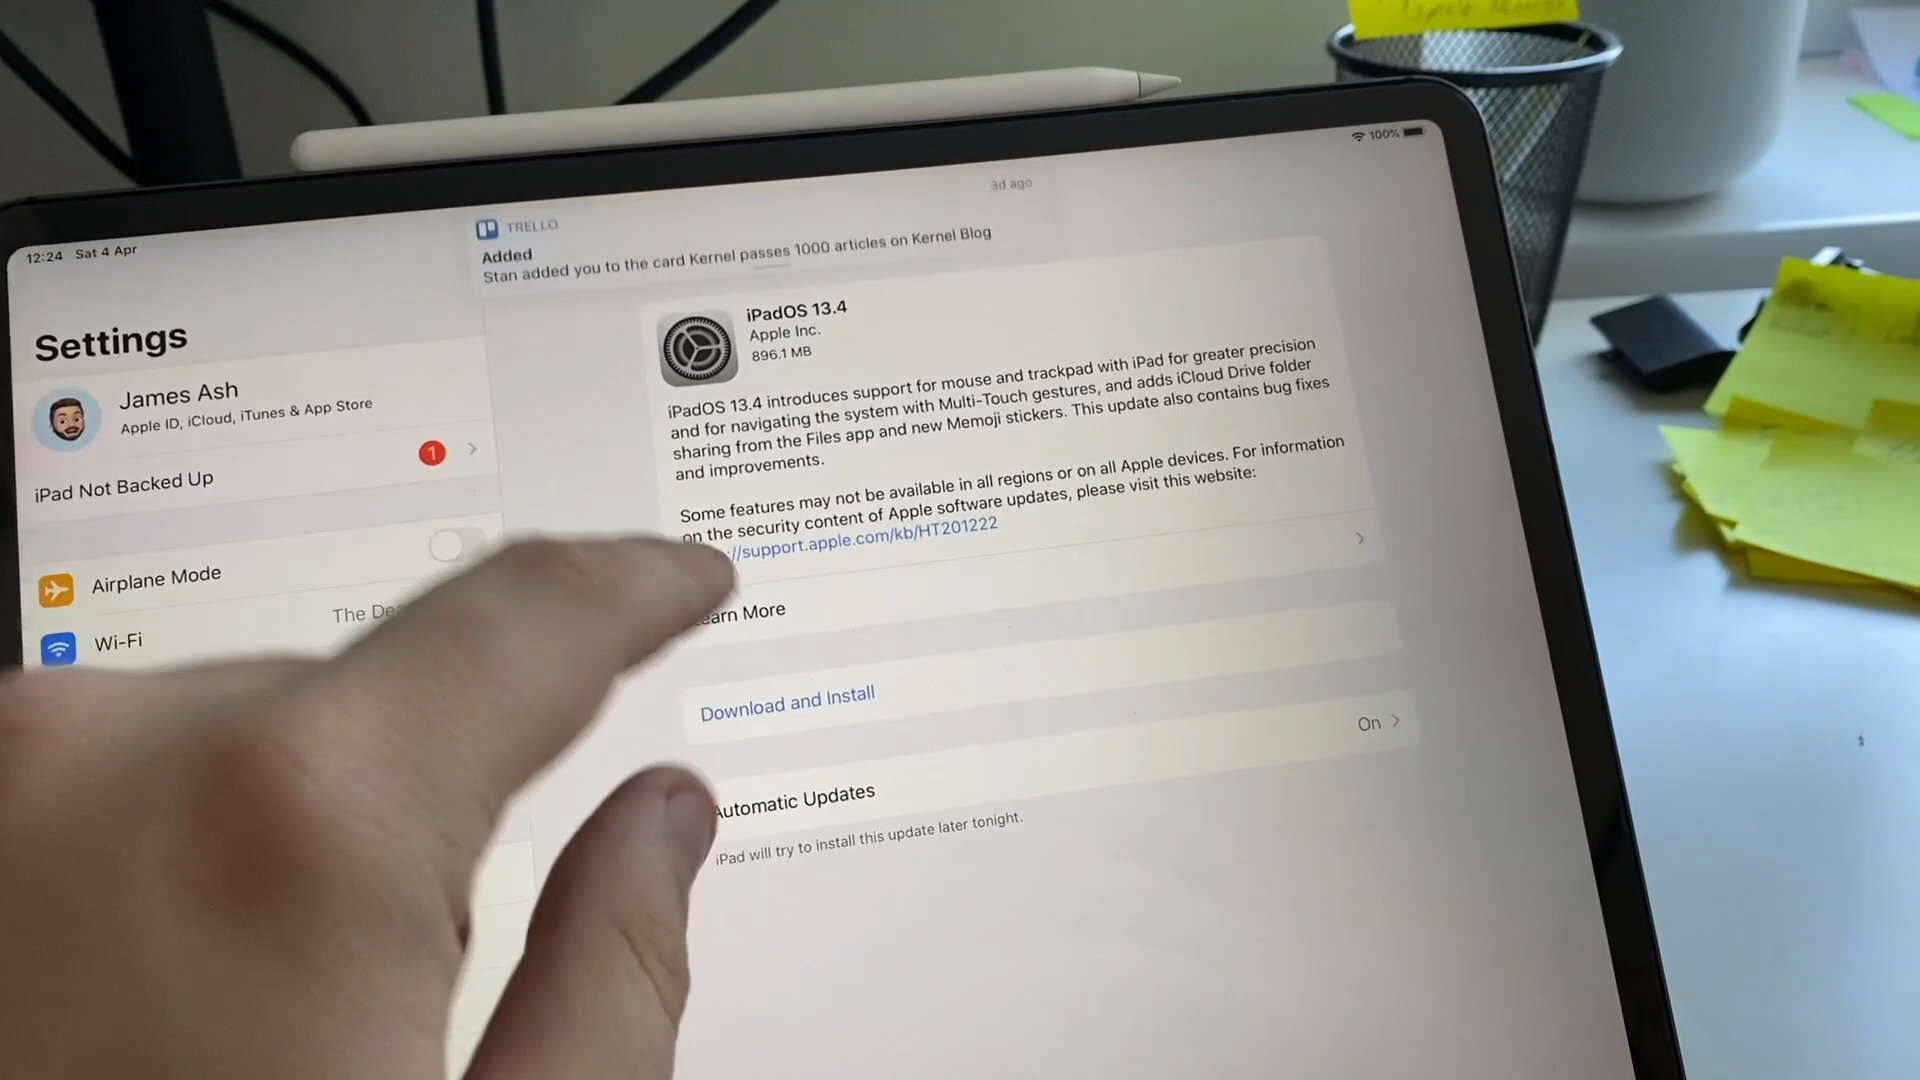 12:24 Sat 4 Apr
100%
TRELLO
3d ago
Added
Stan added you to the card Kernel passes 1000 articles on Kernel Blog
Settings
James Ash
Apple ID, iCloud, iTunes & App Store
iPad Not Backed Up
1
Airplane Mode
Wi-Fi
The
iPadOS 13.4
Apple Inc.
896.1 MB
iPadOS 13.4 introduces support for mouse and trackpad with iPad for greater precision
and for navigating the system with Multi-Touch gestures, and adds iCloud Drive folder
sharing from the Files app and new Memoji stickers. This update also contains bug fixes
and improvements.
Some features may not be available in all regions or on all Apple devices. For information
on the security content of Apple software updates, please visit this website:
//support.apple.com/kb/HT201222
Learn More
Download and Install
Automatic Updates
On
iPad will try to install this update later tonight.